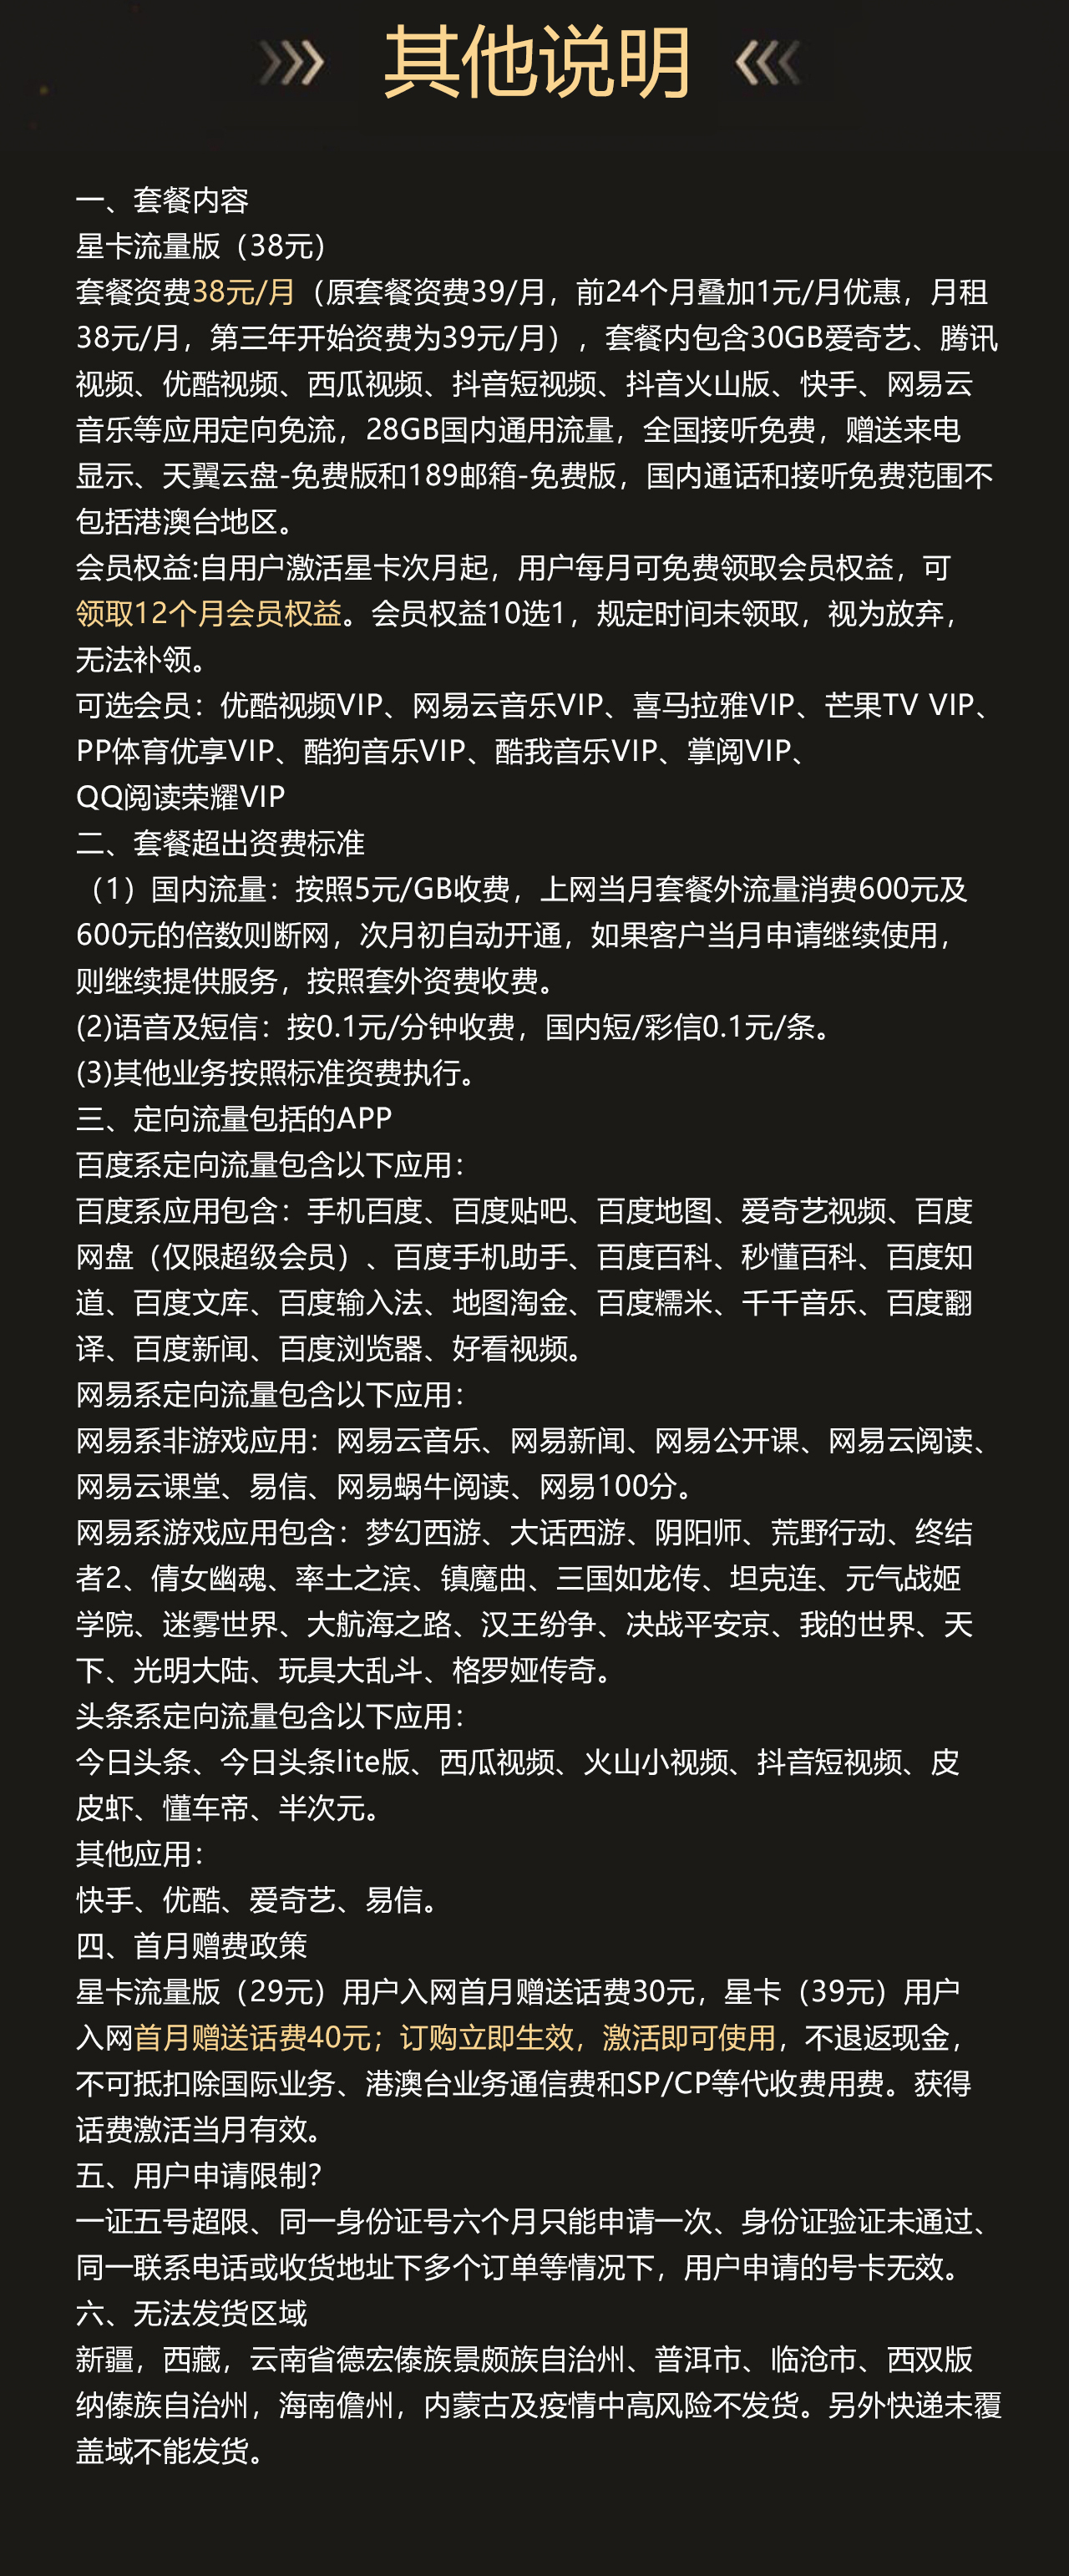 其他说明
一、套餐内容
星卡流量版（38元）
套餐资费38元/月（原套餐资费39/月，前24个月叠加1元/月优惠，月租
38元/月，第三年开始资费为39元/月），套餐内包含30GB爱奇艺、腾讯
视频、优酷视频、西瓜视频、抖音短视频、抖音火山版、快手、网易云
音乐等应用定向免流，28GB国内通用流量，全国接听免费，赠送来电
显示、天翼云盘-免费版和189邮箱-免费版，国内通话和接听免费范围不
包括港澳台地区。
会员权益:自用户激活星卡次月起，用户每月可免费领取会员权益，可
领取12个月会员权益。会员权益10选1，规定时间未领取，视为放弃，
无法补领。
可选会员：优酷视频VIP、网易云音乐VIP、喜马拉雅VIP、芒果TV VIP、
PP体育优享VIP、酷狗音乐VIP、酷我音乐VIP、掌阅VIP、
QQ阅读荣耀VIP
二、套餐超出资费标准
（1）国内流量：按照5元/GB收费，上网当月套餐外流量消费600元及
600元的倍数则断网，次月初自动开通，如果客户当月申请继续使用，
则继续提供服务，按照套外资费收费。
(2)语音及短信：按0.1元/分钟收费，国内短/彩信0.1元/条。
(3)其他业务按照标准资费执行。
三、定向流量包括的APP
百度系定向流量包含以下应用：
百度系应用包含：手机百度、百度贴吧、百度地图、爱奇艺视频、百度
网盘（仅限超级会员）、百度手机助手、百度百科、秒懂百科、百度知
道、百度文库、百度输入法、地图淘金、百度糯米、千千音乐、百度翻
译、百度新闻、百度浏览器、好看视频。
网易系定向流量包含以下应用：
网易系非游戏应用：网易云音乐、网易新闻、网易公开课、网易云阅读、
网易云课堂、易信、网易蜗牛阅读、网易100分。
网易系游戏应用包含：梦幻西游、大话西游、阴阳师、荒野行动、终结
者2、倩女幽魂、率土之滨、镇魔曲、三国如龙传、坦克连、元气战姬
学院、迷雾世界、大航海之路、汉王纷争、决战平安京、我的世界、天
下、光明大陆、玩具大乱斗、格罗娅传奇。
头条系定向流量包含以下应用：
今日头条、今日头条lite版、西瓜视频、火山小视频、抖音短视频、皮
皮虾、懂车帝、半次元。
其他应用：
快手、优酷、爱奇艺、易信。
四、首月赠费政策
星卡流量版（29元）用户入网首月赠送话费30元，星卡（39元）用户
入网首月赠送话费40元；订购立即生效，激活即可使用，不退返现金，
不可抵扣除国际业务、港澳台业务通信费和SP/CP等代收费用费。获得
话费激活当月有效。
五、用户申请限制？
一证五号超限、同一身份证号六个月只能申请一次、身份证验证未通过、
同一联系电话或收货地址下多个订单等情况下，用户申请的号卡无效。
六、无法发货区域
新疆，西藏，云南省德宏傣族景颇族自治州、普洱市、临沧市、西双版
纳傣族自治州，海南儋州，内蒙古及疫情中高风险不发货。另外快递未覆
盖域不能发货。